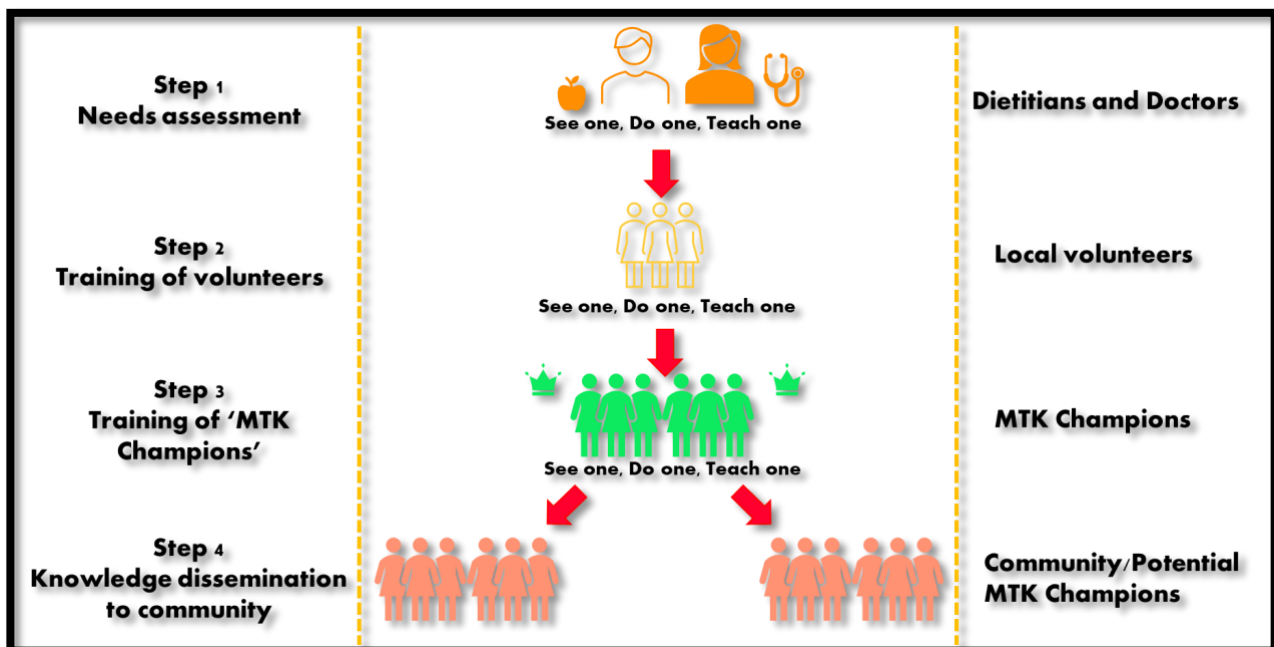 Step 1
Needs assessment
See one, Do one, Teach one
Dietitians and Doctors
Step 2
Training of volunteers
See one, Do one, Teach one
Local volunteers
Step 3
Training of ‘MTK
Champions’
See one, Do one, Teach one
MTK Champions
Step 4
Knowledge dissemination
to community
Community/Potential
MTK Champions